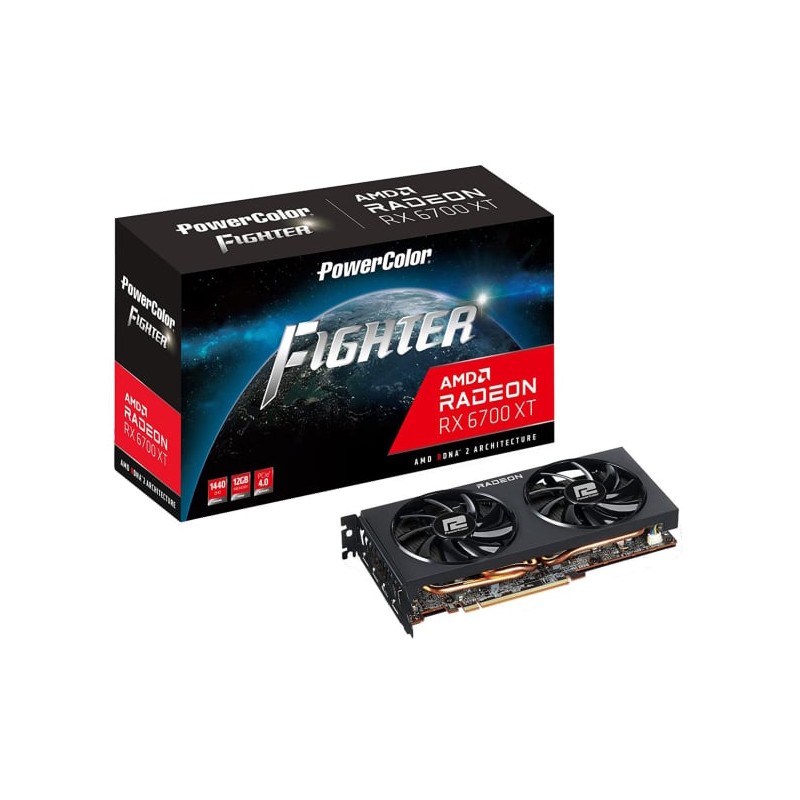 PowerColor
FIGHTER
AMD
RADEON
RX 6700 XT
PowerColor
FIGHTER
AMD
RADEON
RX 6700 XT
PowerColor
FIGHTER
AMD
RADEON
RX 6700 XT
AMD RDNA 2 ARCHITECTURE
1440
12GB
PCIe
4.0
RADEON